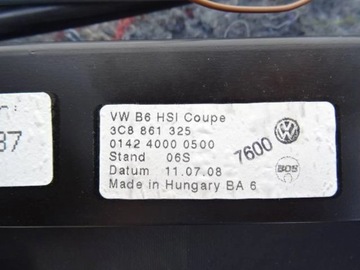 VW B6 HSI Coupe
3C8 861 325
0142 4000 0500
Stand 06S
Datum 11.07.08
Made in Hungary BA 6
7600
BOS
37